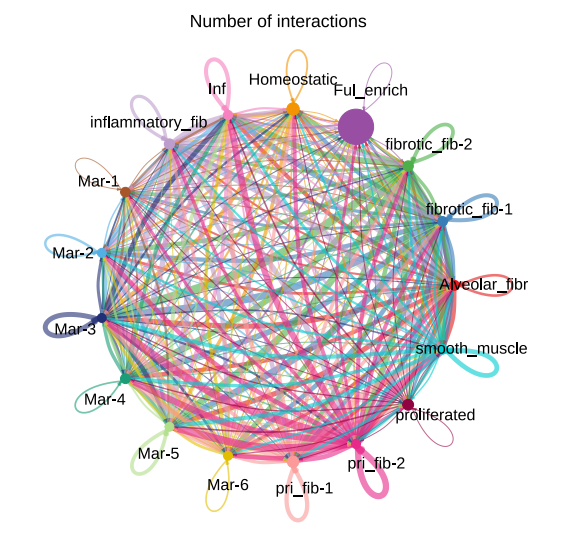 Number of interactions
Homeostatic
Ful_enrich
Inf
inflammatory_fib
fibrotic_fib-2
Mar-1
fibrotic_fib-1
Mar-2
Alveolar_fibr
Mar-3
smooth_muscle
Mar-4
proliferated
Mar-5
pri_fib-2
Mar-6
pri_fib-1